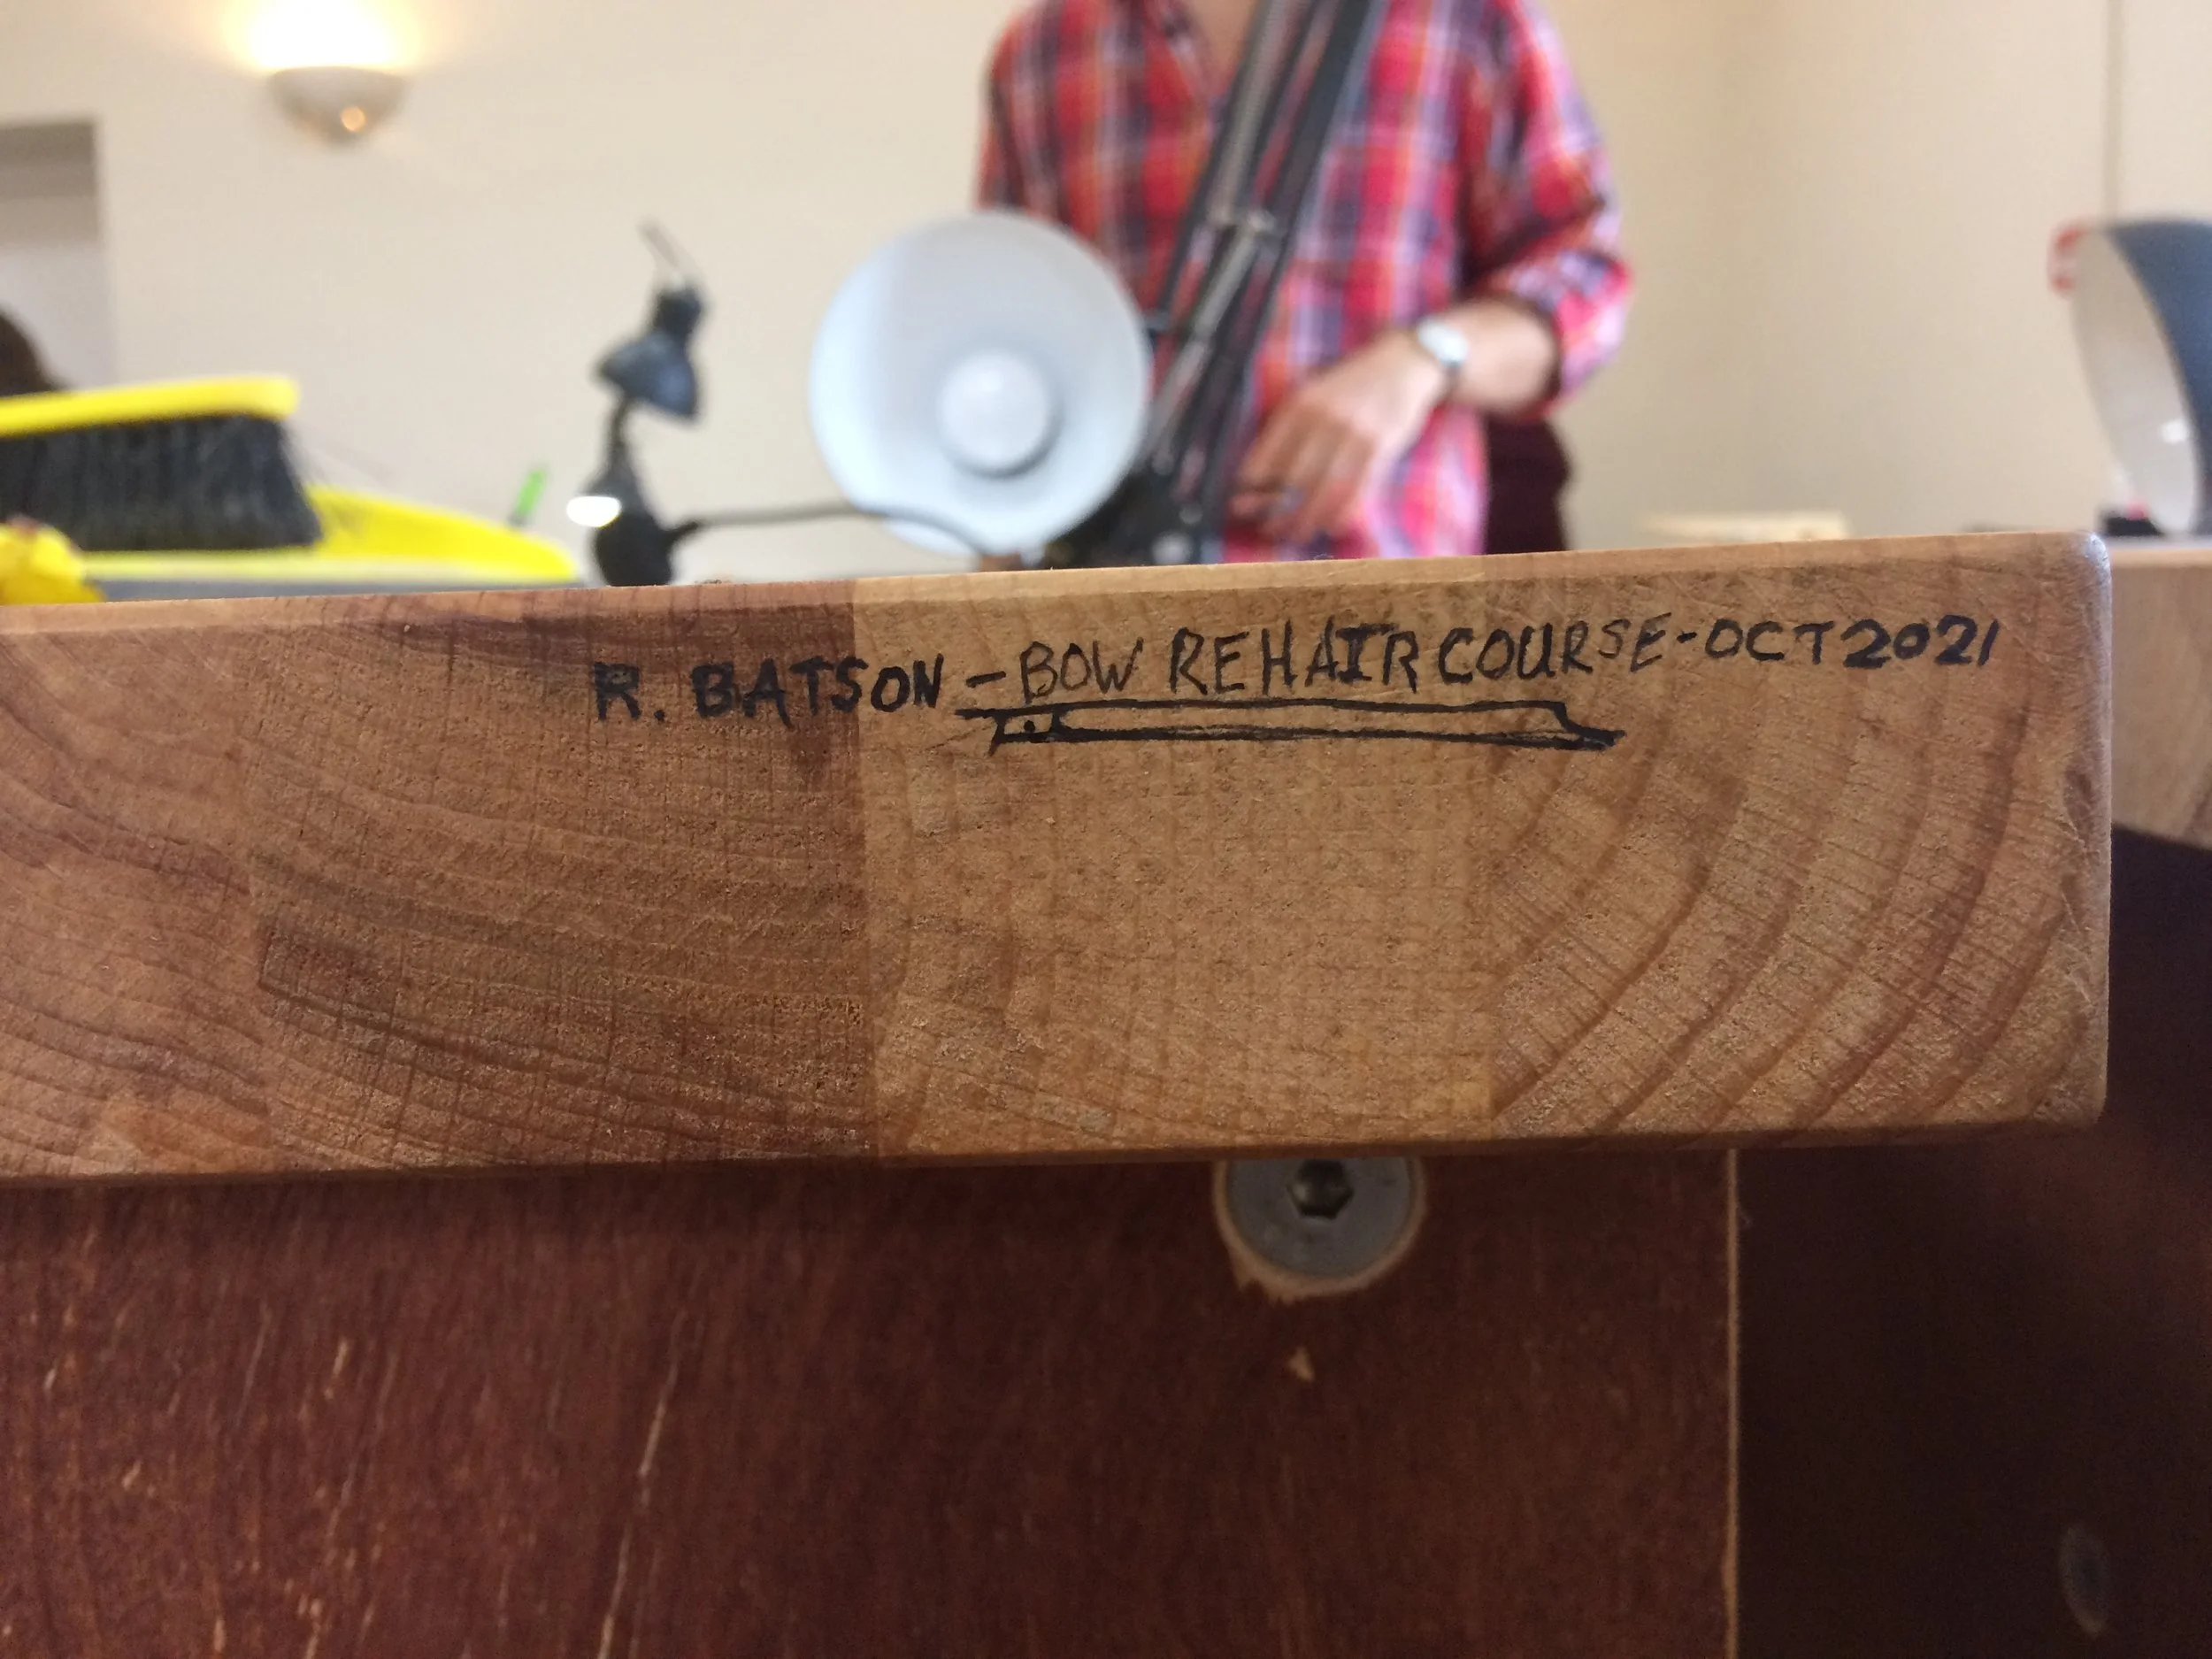 R. BATSON - BOW REHAIR COURSE - OCT 2021